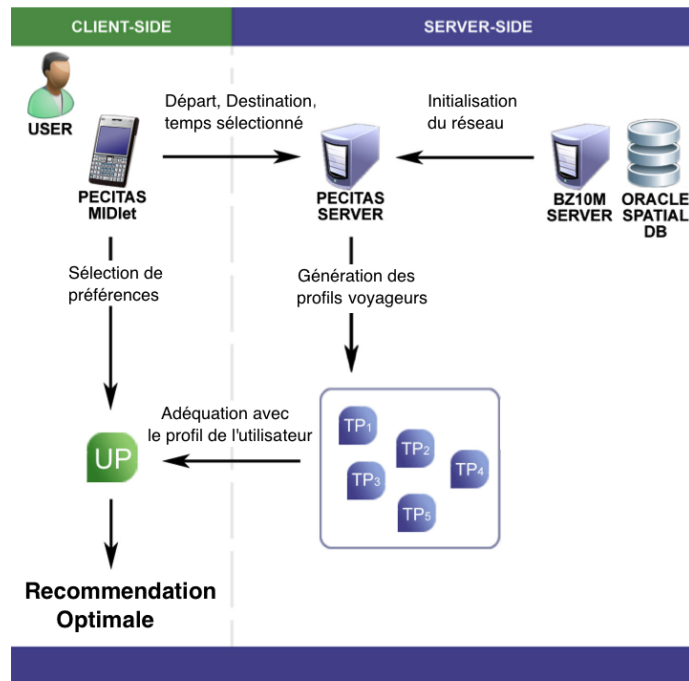 CLIENT-SIDE
SERVER-SIDE
USER
Départ, Destination,
temps sélectionné
Initialisation
du réseau
PECITAS
MIDlet
PECITAS
SERVER
BZ10M
SERVER
ORACLE
SPATIAL
DB
Sélection de
préférences
Génération des
profils voyageurs
Adéquation avec
le profil de l'utilisateur
UP
TP1
TP2
TP3
TP4
TP5
Recommendation
Optimale